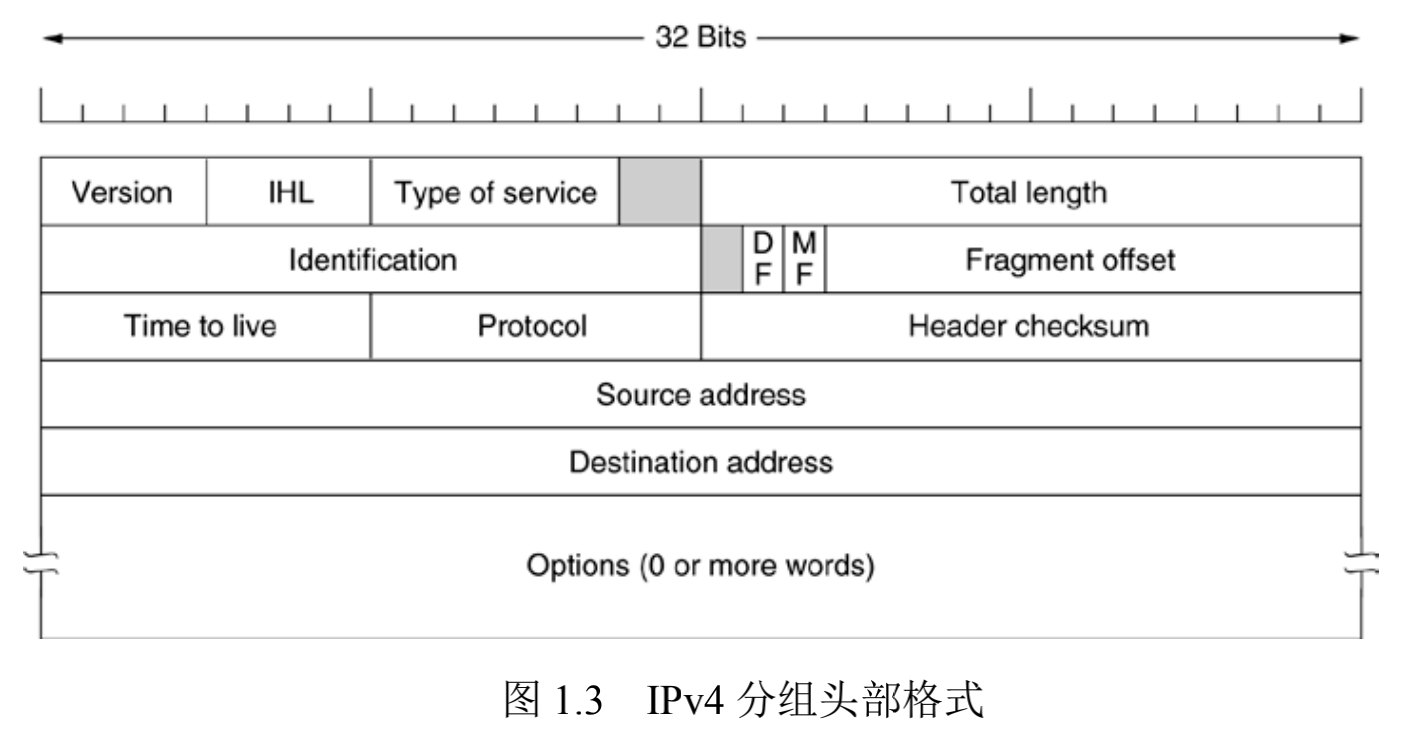 32 Bits
Version IHL Type of service Total length
Identification D F M F Fragment offset
Time to live Protocol Header checksum
Source address
Destination address
Options (0 or more words)
图 1.3 IPv4 分组头部格式